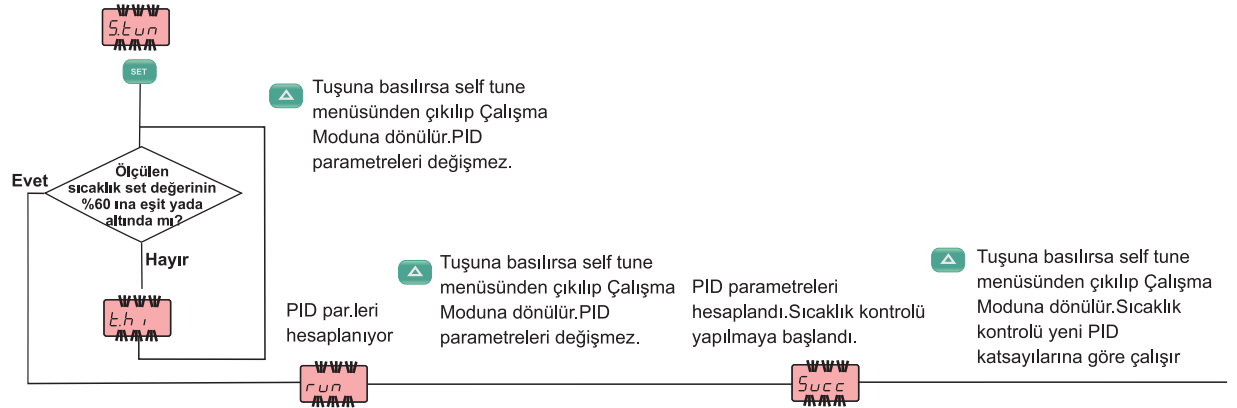 S.tun
SET
Tuşuna basılırsa self tune
menüsünden çıkılıp Çalışma
Moduna dönülür.PID
parametreleri değişmez.
Evet
Ölçülen
sıcaklık set değerinin
%60 ına eşit yada
altında mı?
Hayır
t.hi
PID par.leri
hesaplanıyor
run
Tuşuna basılırsa self tune
menüsünden çıkılıp Çalışma
Moduna dönülür.PID
parametreleri değişmez.
PID parametreleri
hesaplandı.Sıcaklık kontrolü
yapılmaya başlandı.
Succ
Tuşuna basılırsa self tune
menüsünden çıkılıp Çalışma
Moduna dönülür.Sıcaklık
kontrolü yeni PID
katsayılarına göre çalışır